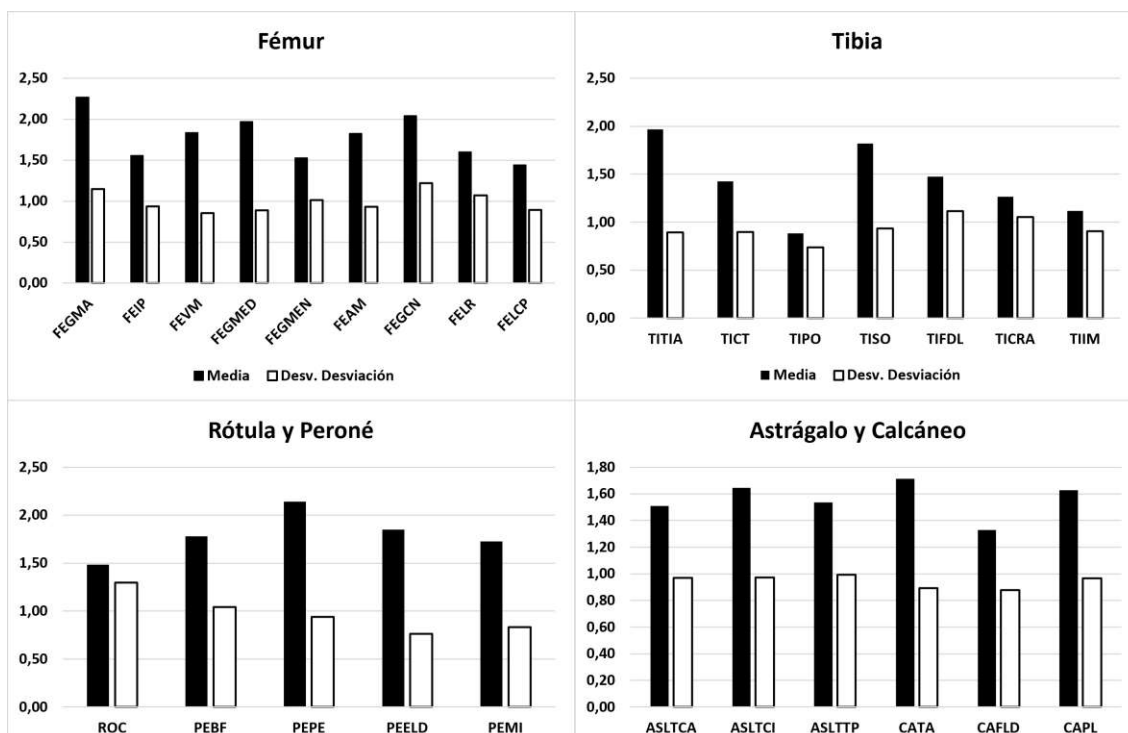 Fémur
2,50
2,00
1,50
1,00
0,50
0,00
FEGMA FEIP FEVM FEGMED FEGMEN FEAM FEGCN FELR FELCP
Media Desv. Desviación
Tibia
2,50
2,00
1,50
1,00
0,50
0,00
TITIA TICT TIPO TISO TIFDL TICRA TIIM
Media Desv. Desviación
Rótula y Peroné
2,50
2,00
1,50
1,00
0,50
0,00
ROC PEBF PEPE PEELD PEMI
Astrágalo y Calcáneo
1,80
1,60
1,40
1,20
1,00
0,80
0,60
0,40
0,20
0,00
ASLTCA ASLTCI ASLTTP CATA CAFLD CAPL